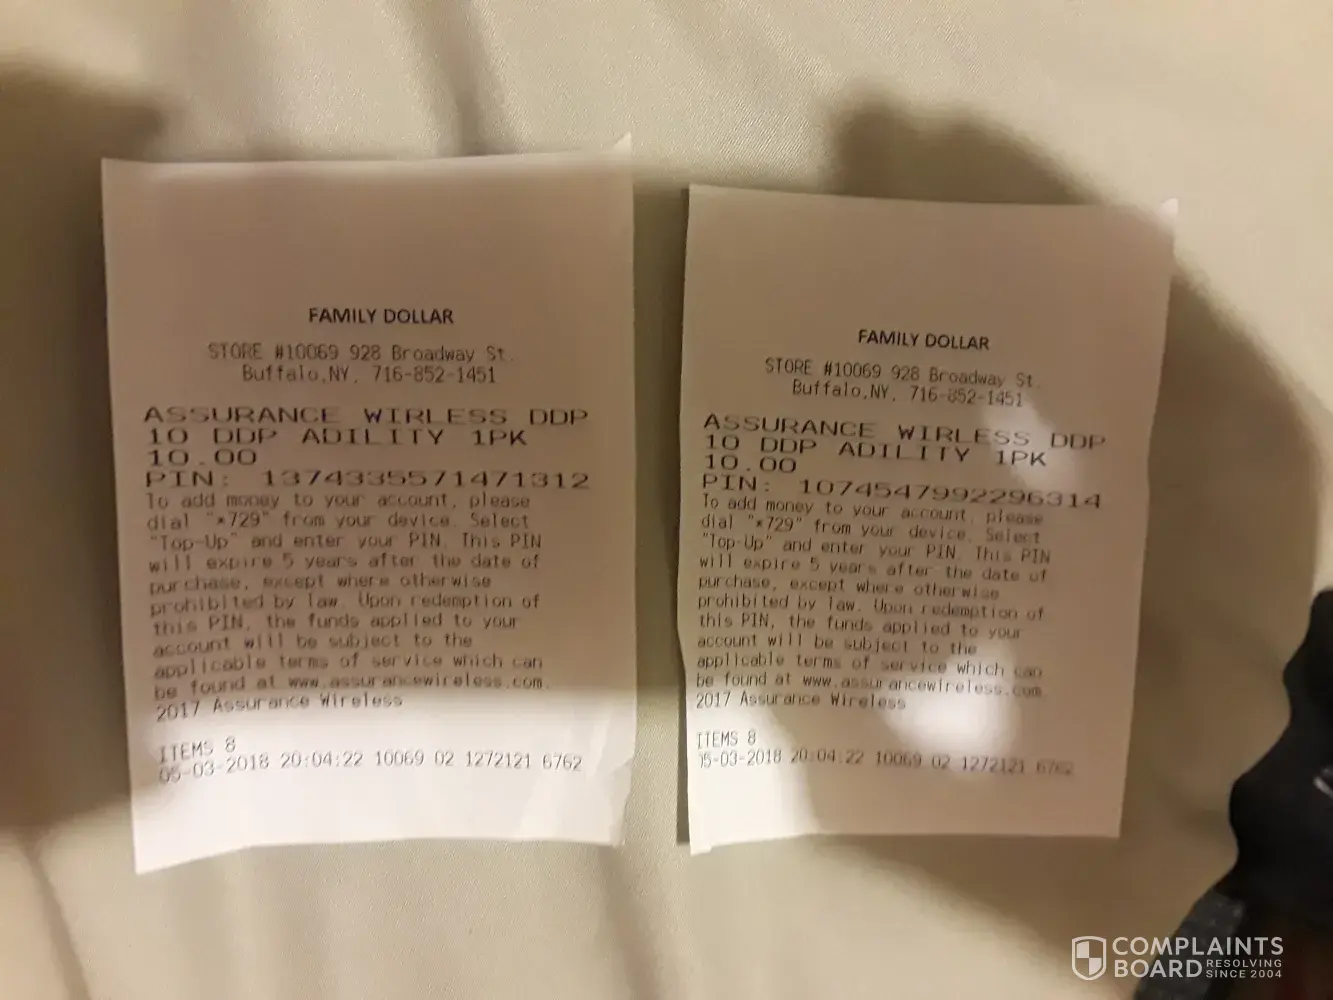 FAMILY DOLLAR
STORE #10069 928 Broadway St.
Buffalo,NY. 716-852-1451
ASSURANCE WIRLESS DDP
10 DDP ADILITY 1PK
10.00
PIN: 1374335571471312
To add money to your account, please
dial "*729" from your device. Select
"Top-Up" and enter your PIN. This PIN
will expire 5 years after the date of
purchase, except where otherwise
prohibited by law. Upon redemption of
this PIN, the funds applied to your
account will be subject to the
applicable terms of service which can
be found at www.assurancewireless.com.
2017 Assurance Wireless
ITEMS 8
05-03-2018 20:04:22 10069 02 1272121 6762
FAMILY DOLLAR
STORE #10069 928 Broadway St.
Buffalo,NY. 716-852-1451
ASSURANCE WIRLESS DDP
10 DDP ADILITY 1PK
10.00
PIN: 1074547992296314
To add money to your account, please
dial "*729" from your device. Select
"Top-Up" and enter your PIN. This PIN
will expire 5 years after the date of
purchase, except where otherwise
prohibited by law. Upon redemption of
this PIN, the funds applied to your
account will be subject to the
applicable terms of service which can
be found at www.assurancewireless.com.
2017 Assurance Wireless
ITEMS 8
05-03-2018 20:04:22 10069 02 1272121 6762
COMPLAINTS
BOARD RESOLVING
SINCE 2004